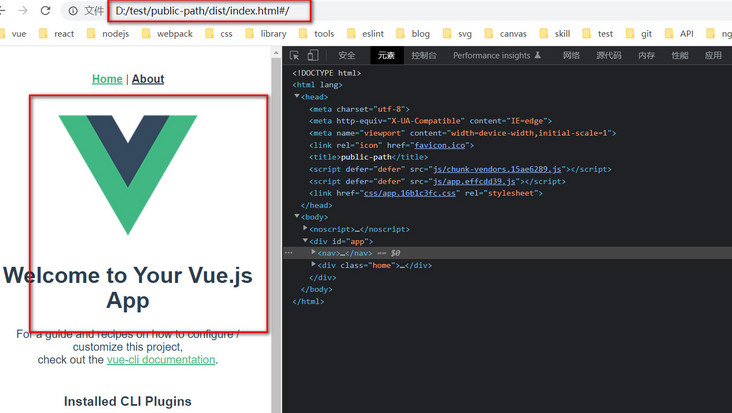 文件 D:/test/public-path/dist/index.html#/
vue react nodejs webpack css library tools eslint blog svg canvas skill test git API ng
Home | About
Welcome to Your Vue.js
App
For a guide and recipes on how to configure /
customize this project,
check out the vue-cli documentation.
Installed CLI Plugins
安全 元素 控制台 Performance insights 网络 源代码 内存 性能 应用
<!DOCTYPE html>
<html lang>
<head>
<meta charset="utf-8">
<meta http-equiv="X-UA-Compatible" content="IE=edge">
<meta name="viewport" content="width=device-width,initial-scale=1">
<link rel="icon" href="favicon.ico">
<title>public-path</title>
<script defer="defer" src="js/chunk-vendors.15ae6289.js"></script>
<script defer="defer" src="js/app.effcdd39.js"></script>
<link href="css/app.16b1c3fc.css" rel="stylesheet">
</head>
<body>
<noscript>…</noscript>
<div id="app">
<nav>…</nav> == $0
<div class="home">…</div>
</div>
</body>
</html>